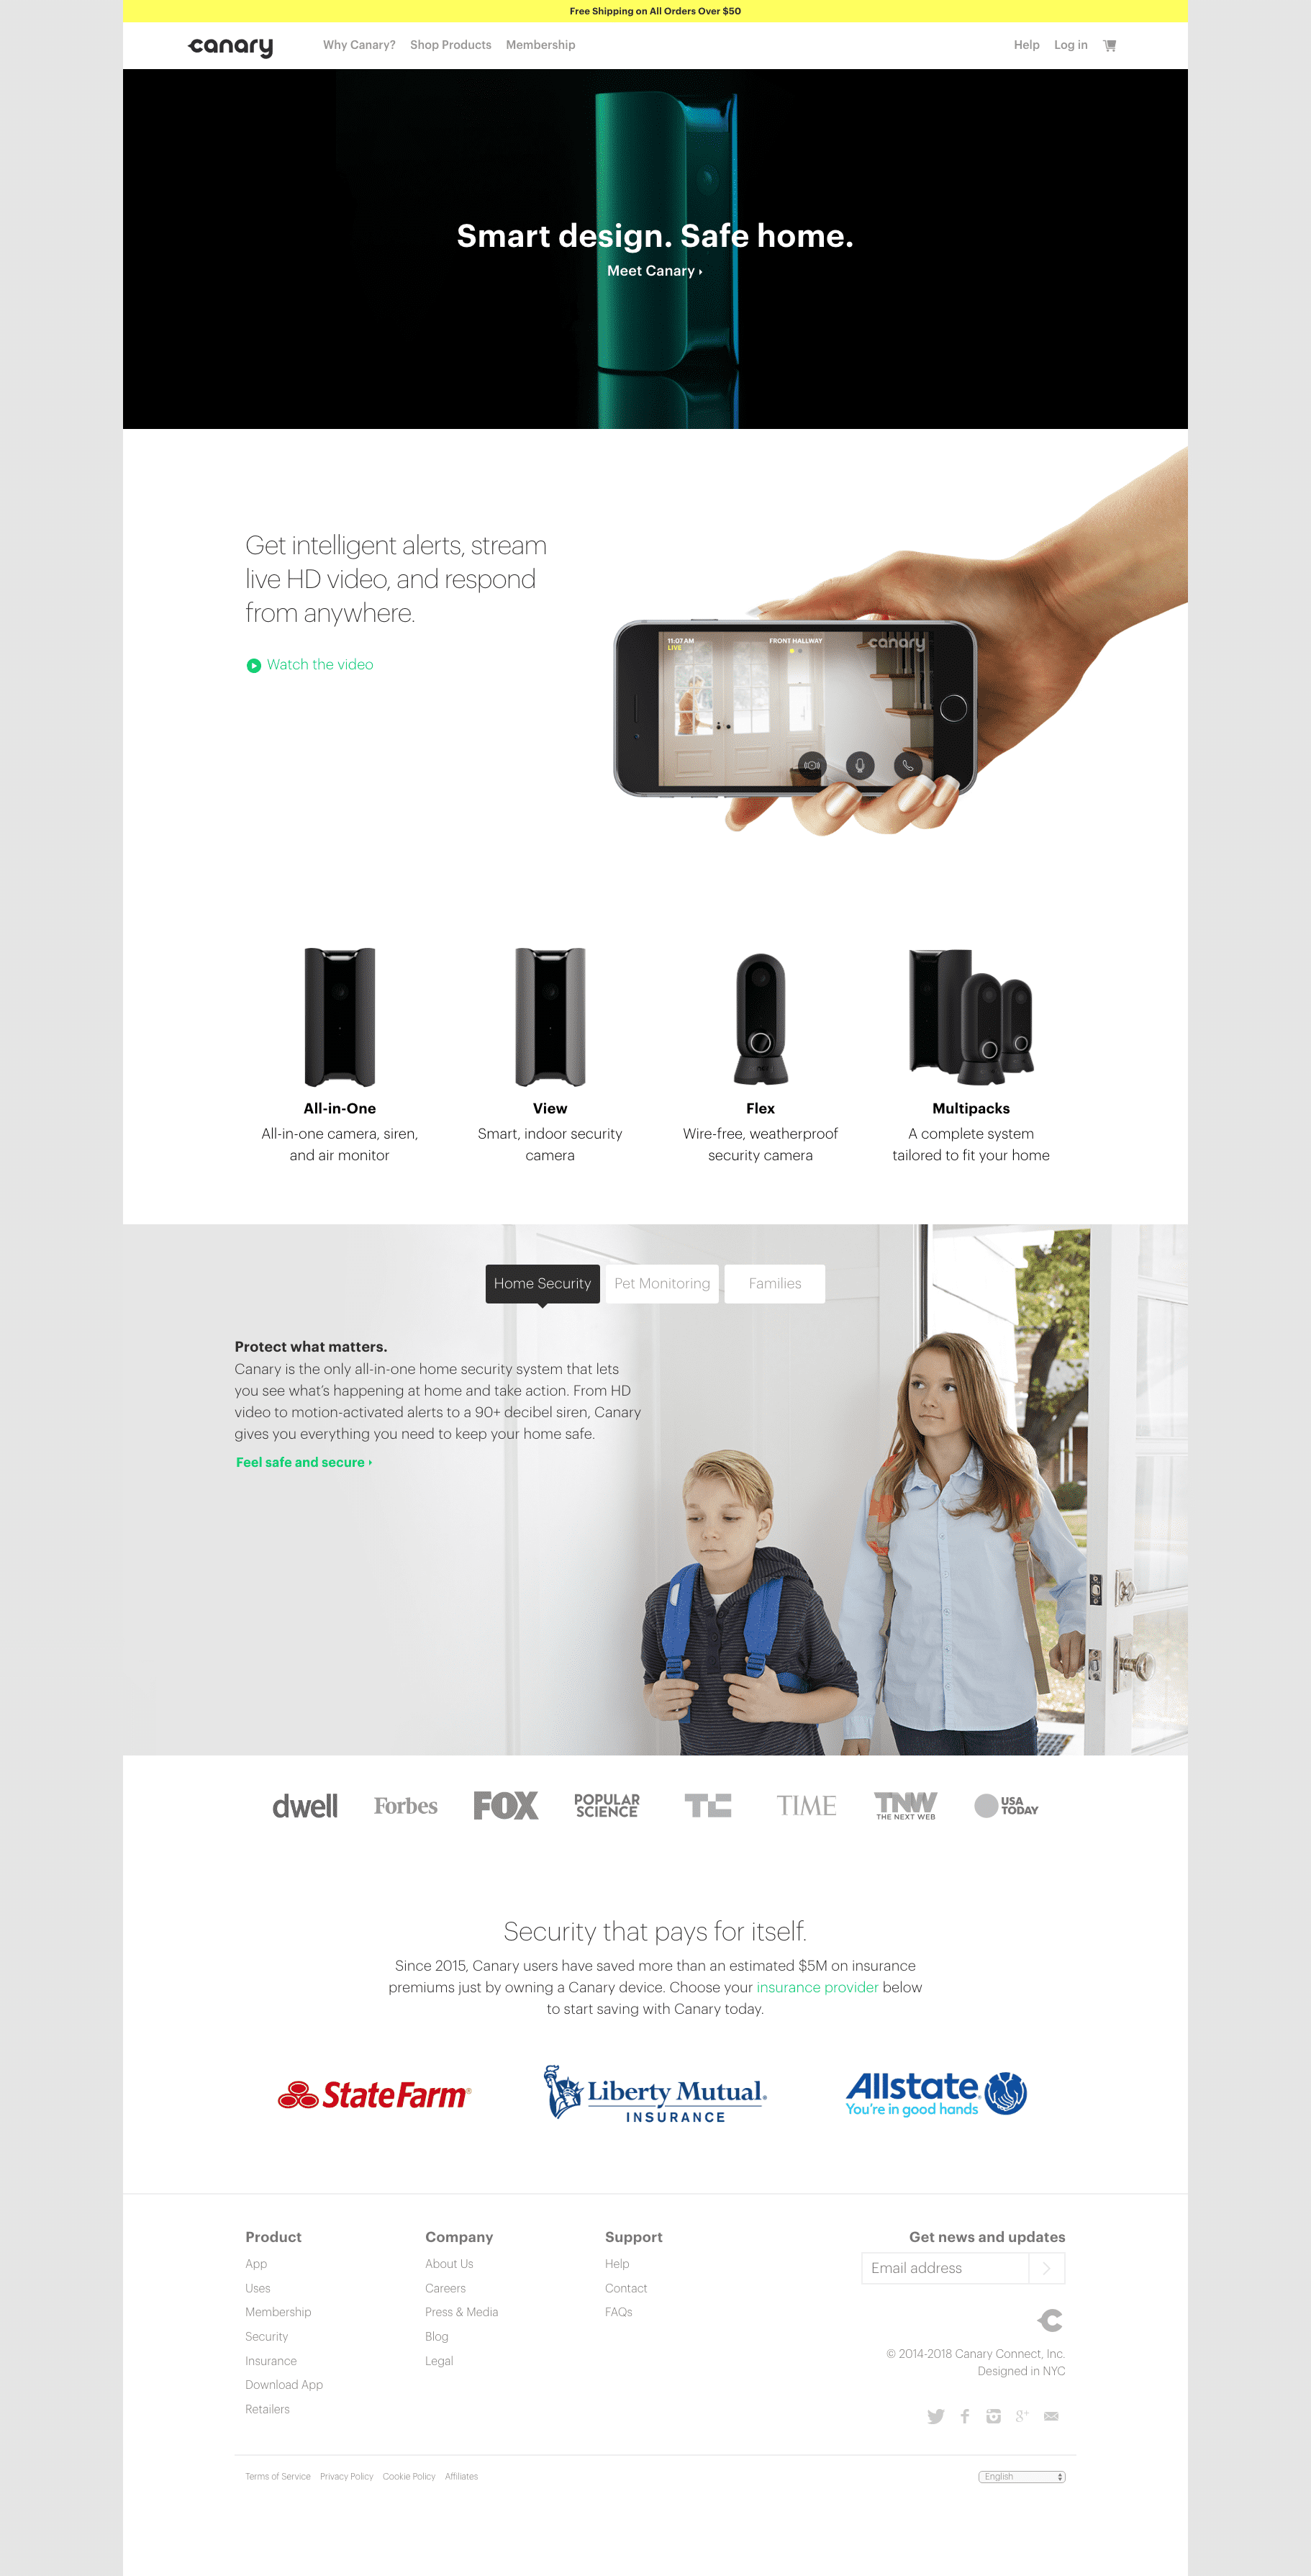 Free Shipping on All Orders Over $50
canary
Why Canary? Shop Products Membership
Help Log in
Smart design. Safe home.
Meet Canary
Get intelligent alerts, stream
live HD video, and respond
from anywhere.
Watch the video
11:07 AM
LIVE
FRONT HALLWAY
canary
All-in-One
All-in-one camera, siren,
and air monitor
View
Smart, indoor security
camera
Flex
Wire-free, weatherproof
security camera
Multipacks
A complete system
tailored to fit your home
Home Security
Pet Monitoring
Families
Protect what matters.
Canary is the only all-in-one home security system that lets
you see what's happening at home and take action. From HD
video to motion-activated alerts to a 90+ decibel siren, Canary
gives you everything you need to keep your home safe.
Feel safe and secure
dwell
Forbes
FOX
POPULAR
SCIENCE
TC
TIME
TNW
THE NEXT WEB
USA
TODAY
Security that pays for itself.
Since 2015, Canary users have saved more than an estimated $5M on insurance
premiums just by owning a Canary device. Choose your insurance provider below
to start saving with Canary today.
StateFarm®
Liberty Mutual.
INSURANCE
Allstate
You're in good hands
Product
App
Uses
Membership
Security
Insurance
Download App
Retailers
Company
About Us
Careers
Press & Media
Blog
Legal
Support
Help
Contact
FAQs
Get news and updates
Email address
© 2014-2018 Canary Connect, Inc.
Designed in NYC
Terms of Service Privacy Policy Cookie Policy Affiliates
English